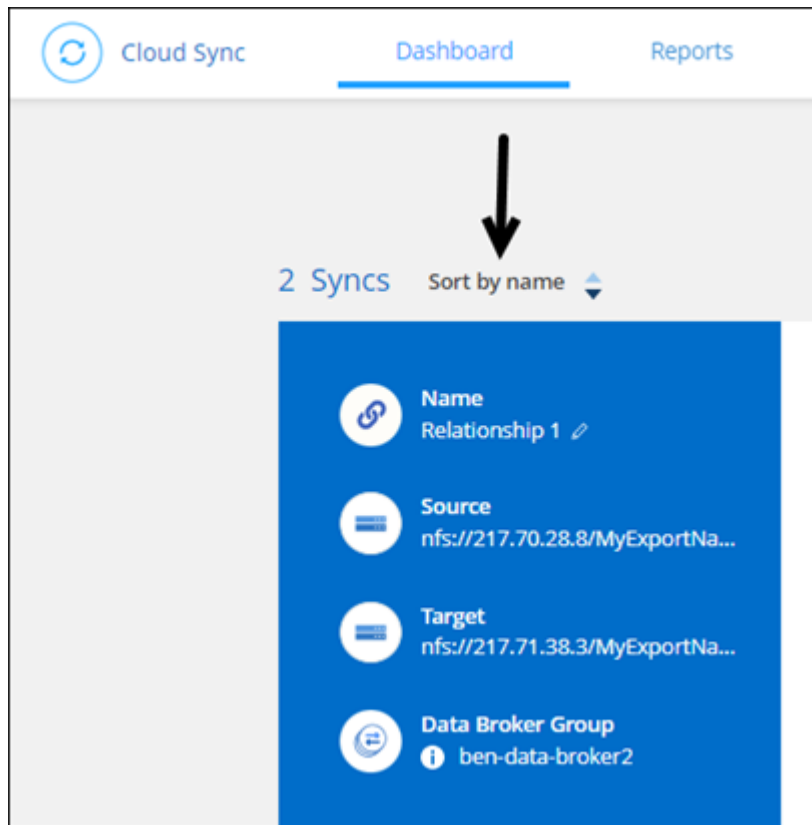 Cloud Sync Dashboard Reports
2 Syncs Sort by name
Name
Relationship 1
Source
nfs://217.70.28.8/MyExportNa...
Target
nfs://217.71.38.3/MyExportNa...
Data Broker Group
ben-data-broker2